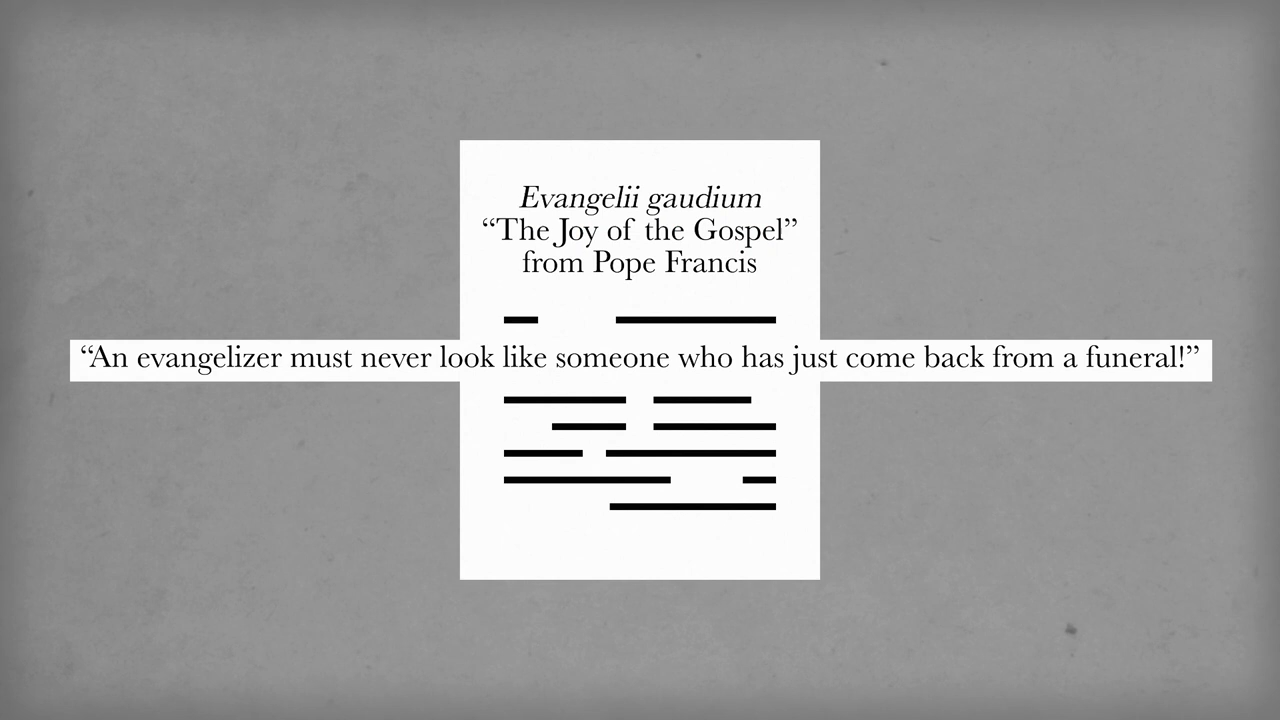 Evangelii gaudium
“The Joy of the Gospel”
from Pope Francis
“An evangelizer must never look like someone who has just come back from a funeral!”